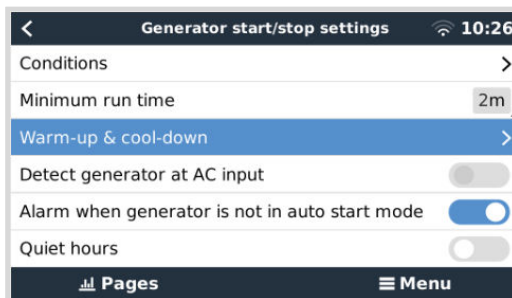 Generator start/stop settings 10:26
Conditions
Minimum run time 2m
Warm-up & cool-down
Detect generator at AC input
Alarm when generator is not in auto start mode
Quiet hours
Pages Menu